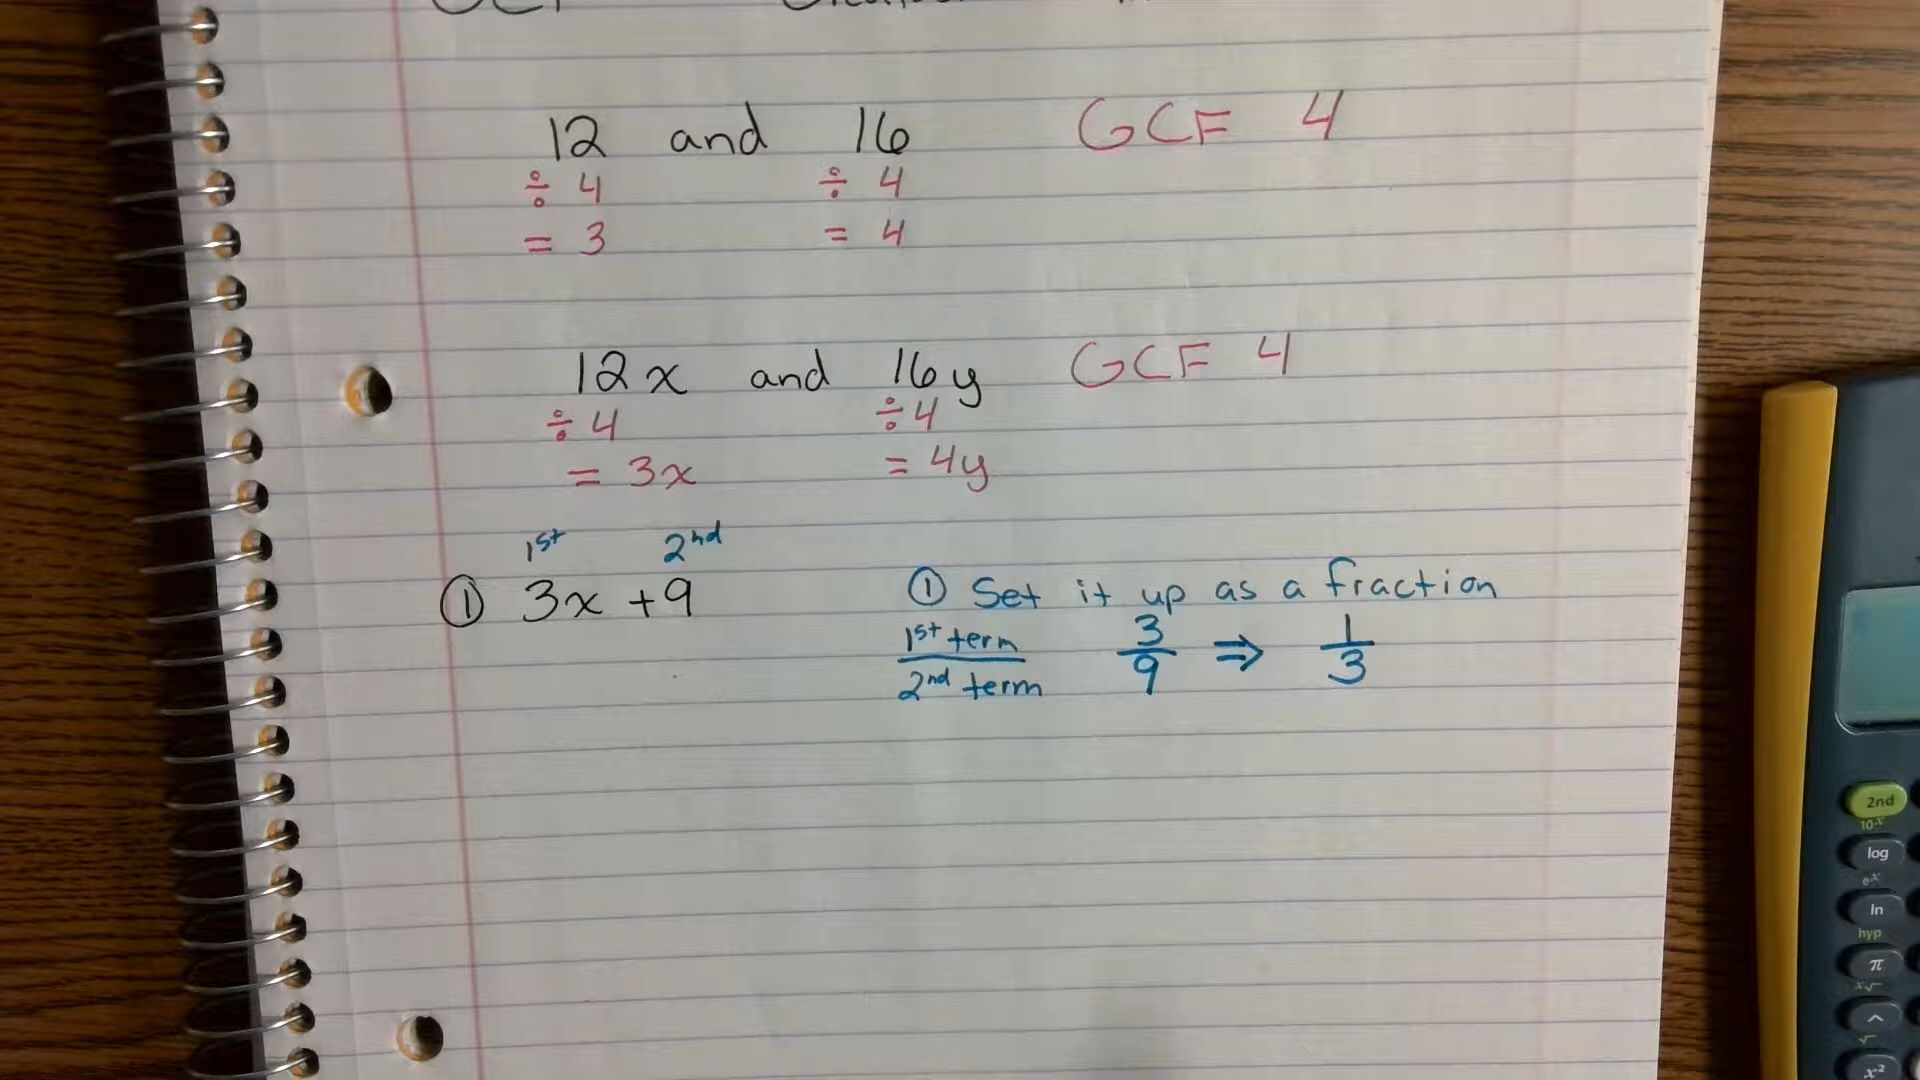 12 and 16 GCF 4
÷ 4 ÷ 4
= 3 = 4
12x and 16y GCF 4
÷ 4 ÷ 4
= 3x = 4y
1st 2nd
① 3x + 9 ① Set it up as a fraction
1st term 3 ⇒ 1
2nd term 9 3
2nd
10^x
log
e^x
ln
hyp
π
x√
^
√
x²